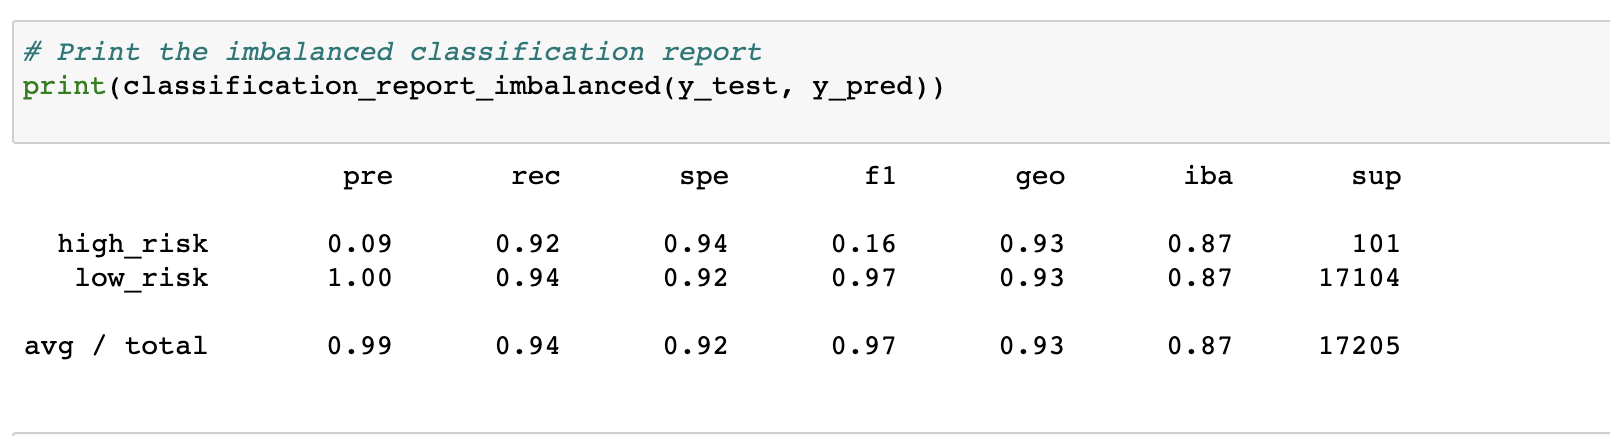 # Print the imbalanced classification report
print(classification_report_imbalanced(y_test, y_pred))
pre rec spe f1 geo iba sup
high_risk 0.09 0.92 0.94 0.16 0.93 0.87 101
low_risk 1.00 0.94 0.92 0.97 0.93 0.87 17104
avg / total 0.99 0.94 0.92 0.97 0.93 0.87 17205